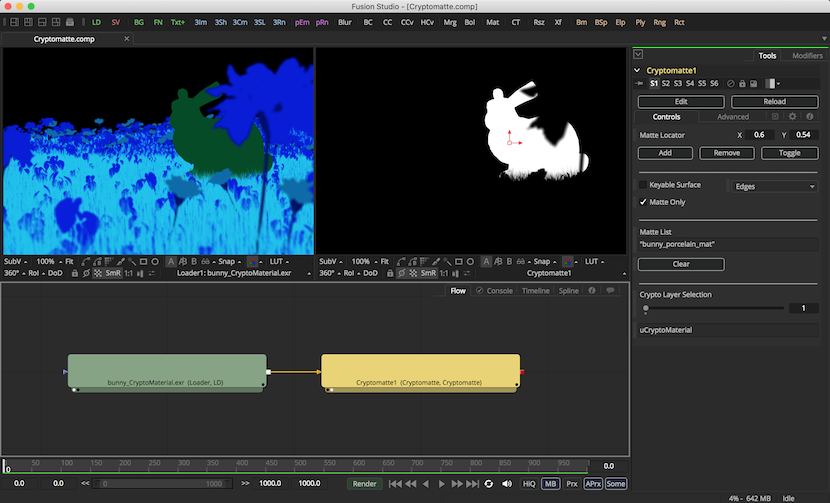 Fusion Studio - [Cryptomatte.comp]
LD SV BG FN Txt+ 3Im 3Sh 3Cm 3SL 3Rn pEm pRn Blur BC CC CCv HCv Mrg Bol Mat CT Rsz Xf Bm BSp Elp Ply Rng Rct
Cryptomatte.comp ×
Tools Modifiers
Cryptomatte1
S1 S2 S3 S4 S5 S6
Edit Reload
Controls Advanced
Matte Locator X 0.6 Y 0.54
Add Remove Toggle
Keyable Surface Edges
Matte Only
Matte List
"bunny_porcelain_mat"
Clear
Crypto Layer Selection
1
uCryptoMaterial
SubV 100% Fit A A/B B Snap LUT
360° RoI DoD SmR 1:1 Loader1: bunny_CryptoMaterial.exr
SubV 100% Fit A A/B B Snap LUT
360° RoI DoD SmR 1:1 Cryptomatte1
Flow Console Timeline Spline
bunny_CryptoMaterial.exr (Loader, LD)
Cryptomatte1 (Cryptomatte, Cryptomatte)
0 50 100 150 200 250 300 350 400 450 500 550 600 650 700 750 800 850 900 950 0.0
0.0 0.0 << 0 1000 >> 1000.0 1000.0 Render HiQ MB Prx APrx Some
4% - 642 MB Idle